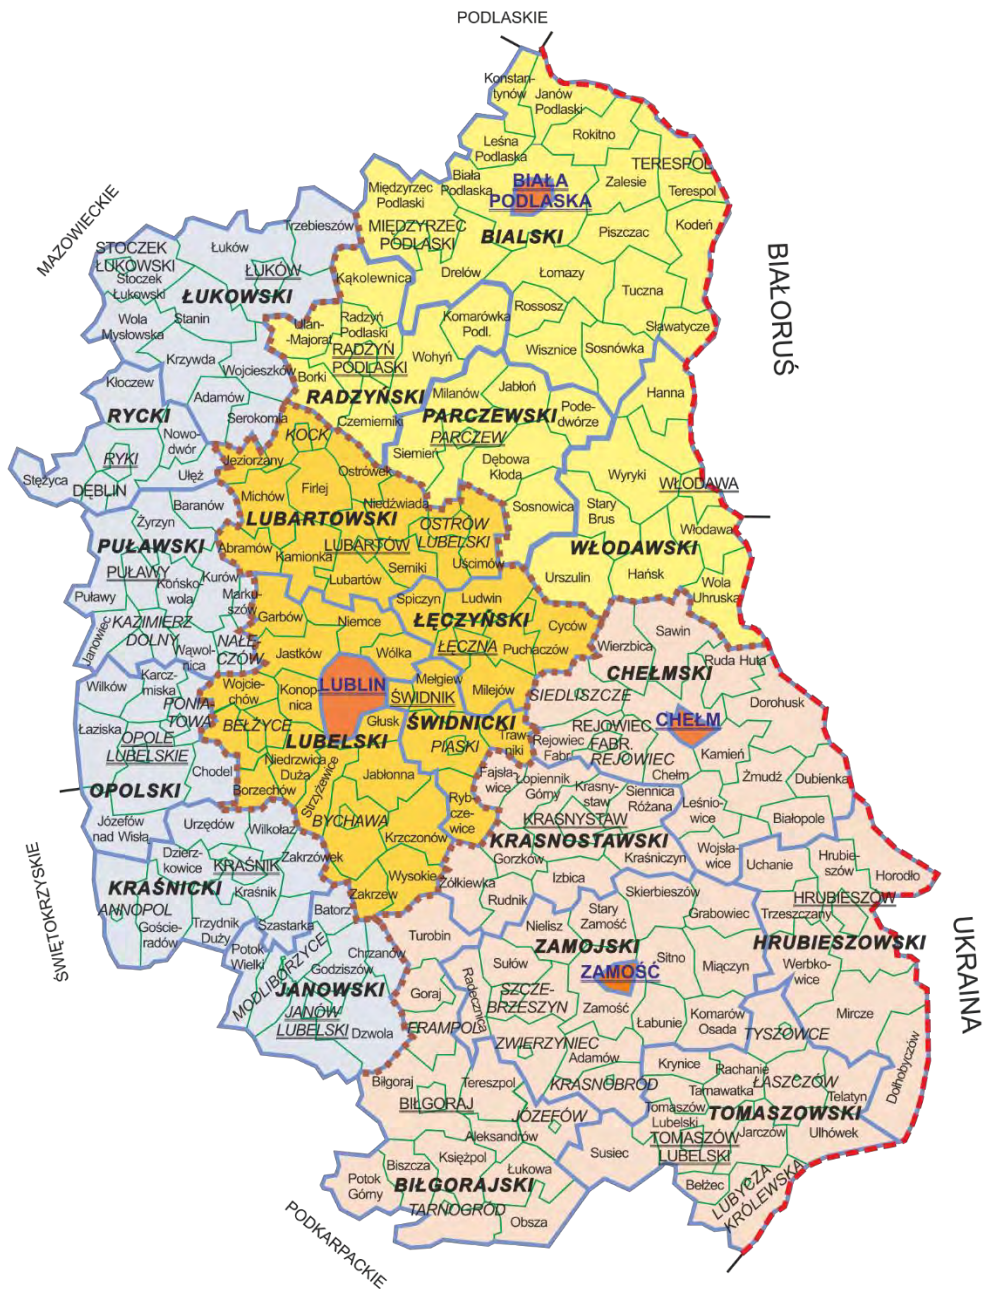 PODLASKIE
MAZOWIECKIE
BIAŁORUŚ
UKRAINA
ŚWIĘTOKRZYSKIE
PODKARPACKIE
Konstan-
tynów
Janów
Podlaski
Rokitno
Leśna
Podlaska
TERESPOL
Biała
Podlaska
BIAŁA
PODLASKA
Zalesie
Terespol
Międzyrzec
Podlaski
MIĘDZYRZEC
PODLASKI
BIALSKI
Piszczac
Kodeń
Drelów
Łomazy
Tuczna
Rossosz
Sławatycze
Wisznice
Sosnówka
Trzebieszów
Łuków
STOCZEK
ŁUKOWSKI
ŁUKÓW
Stoczek
Łukowski
ŁUKOWSKI
Wola
Mysłowska
Stanin
Krzywda
Wojcieszków
Adamów
Serokomla
Kąkolewnica
Ulan-
-Majorat
Radzyń
Podlaski
RADZYŃ
PODLASKI
Komarówka
Podl.
Wohyń
Borki
RADZYŃSKI
Czemierniki
Milanów
Jabłoń
PARCZEWSKI
Pode-
dwórze
PARCZEW
Siemień
Dębowa
Kłoda
Sosnowica
Hanna
Wyryki
WŁODAWA
Stary
Brus
Włodawa
WŁODAWSKI
Urszulin
Hańsk
Wola
Uhruska
Kłoczew
RYCKI
Nowo-
dwór
RYKI
Stężyca
DĘBLIN
Ułęż
Baranów
Żyrzyn
PUŁAWSKI
PUŁAWY
Końsko-
wola
Kurów
Puławy
Marku-
szów
KAZIMIERZ
DOLNY
Janowiec
Wąwol-
nica
NAŁĘ-
CZÓW
KOCK
Jeziorzany
Ostrówek
Michów
Firlej
Niedźwiada
LUBARTOWSKI
OSTRÓW
LUBELSKI
Abramów
Kamionka
LUBARTÓW
Lubartów
Serniki
Uścimów
Spiczyn
Ludwin
ŁĘCZYŃSKI
Cyców
ŁĘCZNA
Puchaczów
Milejów
Garbów
Niemce
Jastków
Wólka
LUBLIN
Mełgiew
ŚWIDNIK
Wojcie-
chów
Konop-
nica
BEŁŻYCE
Głusk
LUBELSKI
ŚWIDNICKI
PIASKI
Traw-
niki
Niedrzwica
Duża
Jabłonna
Borzechów
Strzyżewice
BYCHAWA
Krzczonów
Ryb-
cze-
wice
Wysokie
Zakrzew
Wilków
Karcz-
miska
PONIA-
TOWA
Łaziska
OPOLE
LUBELSKIE
Chodel
OPOLSKI
Józefów
nad Wisłą
Urzędów
Wilkołaz
Dzierz-
kowice
KRAŚNIK
Zakrzówek
KRAŚNICKI
Kraśnik
ANNOPOL
Gości-
eradów
Trzydnik
Duży
Szastarka
Batorz
Potok
Wielki
MODLIBORZYCE
Chrzanów
Godziszów
JANOWSKI
JANÓW
LUBELSKI
Dzwola
Sawin
Wierzbica
CHEŁMSKI
Ruda Huta
SIEDLISZCZE
Dorohusk
REJOWIEC
FABR.
CHEŁM
Rejowiec
Fabr.
REJOWIEC
Kamień
Chełm
Żmudź
Dubienka
Leśnio-
wice
Białopole
Wojsła-
wice
Fajsła-
wice
Łopiennik
Górny
Krasny-
staw
Siennica
Różana
KRASNYSTAW
KRASNOSTAWSKI
Gorzków
Kraśniczyn
Żółkiewka
Izbica
Rudnik
Uchanie
Hrubie-
szów
Horodło
HRUBIESZÓW
Trzeszczany
HRUBIESZOWSKI
Werbko-
wice
Mircze
Dołhobyczów
Skierbieszów
Stary
Zamość
Grabowiec
Nielisz
ZAMOJSKI
Sitno
Sułów
ZAMOŚĆ
Miączyn
Radecznica
SZCZE-
BRZESZYN
Zamość
Łabunie
Komarów
Osada
ZWIERZYNIEC
Adamów
KRASNOBRÓD
TYSZOWCE
Krynice
Rachanie
ŁASZCZÓW
Tarnawatka
Telatyn
Tomaszów
Lubelski
TOMASZOWSKI
Jarczów
Ulhówek
TOMASZÓW
LUBELSKI
Susiec
Bełżec
LUBYCZA
KRÓLEWSKA
Turobin
Goraj
FRAMPOL
Biłgoraj
Tereszpol
BIŁGORAJ
JÓZEFÓW
Aleksandrów
Księżpol
Biszcza
Łukowa
Potok
Górny
BIŁGORAJSKI
TARNOGRÓD
Obsza